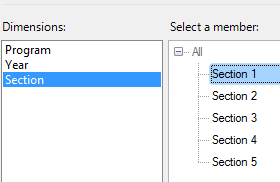 Dimensions:
Program
Year
Section
Select a member:
All
Section 1
Section 2
Section 3
Section 4
Section 5